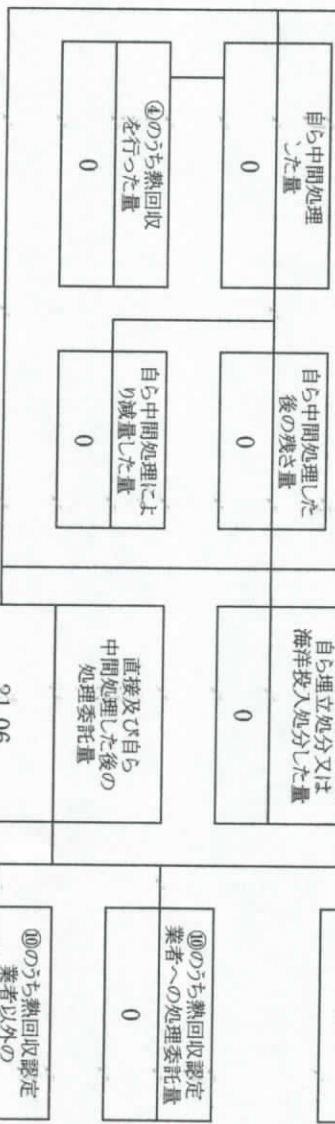 自ら中間処理
した量
0
④のうち熱回収
を行った量
0
自ら中間処理した
後の残さ量
0
自ら中間処理によ
り減量した量
0
自ら埋立処分又は
海洋投入処分した量
0
直接及び自ら
中間処理した後の
処理委託量
21.06
⑩のうち熱回収認定
業者への処理委託量
0
⑩のうち熱回収認定
業者以外の